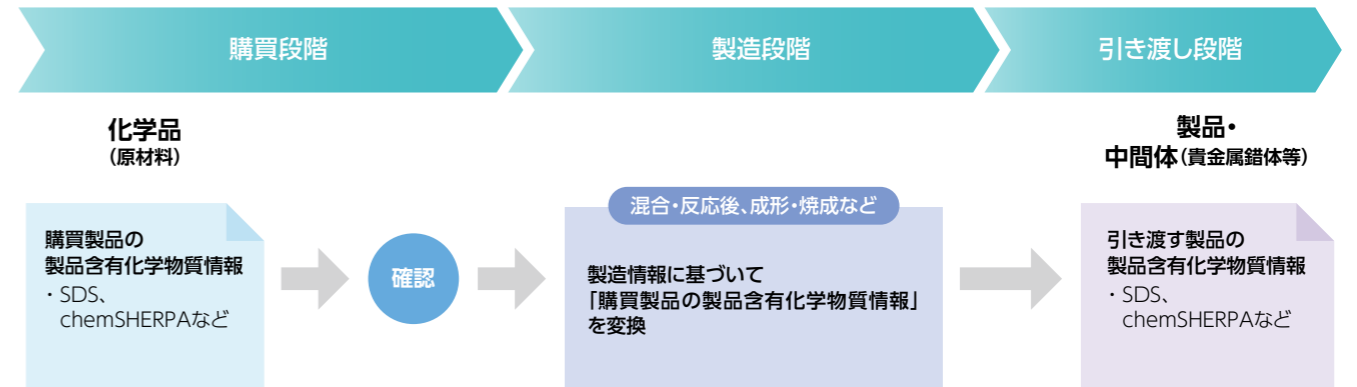 購買段階
製造段階
引き渡し段階
化学品
(原材料)
製品・
中間体(貴金属錯体等)
購買製品の
製品含有化学物質情報
・SDS、
chemSHERPAなど
確認
混合・反応後、成形・焼成など
製造情報に基づいて
「購買製品の製品含有化学物質情報」
を変換
引き渡す製品の
製品含有化学物質情報
・SDS、
chemSHERPAなど